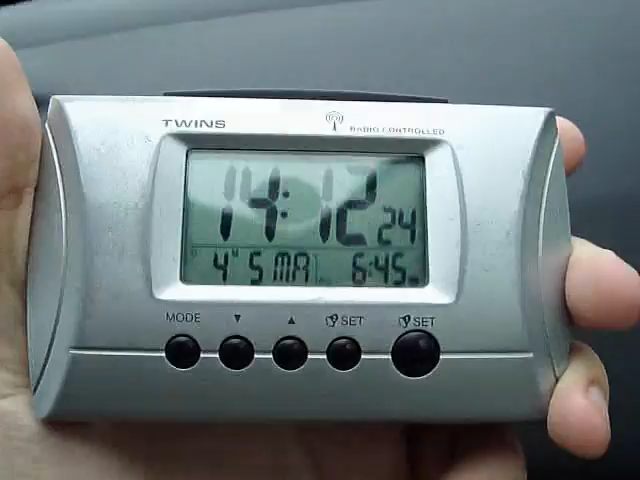 TWINS
RADIO CONTROLLED
14:12 24
4 5 MA 6:45
MODE ▼ ▲ SET SET